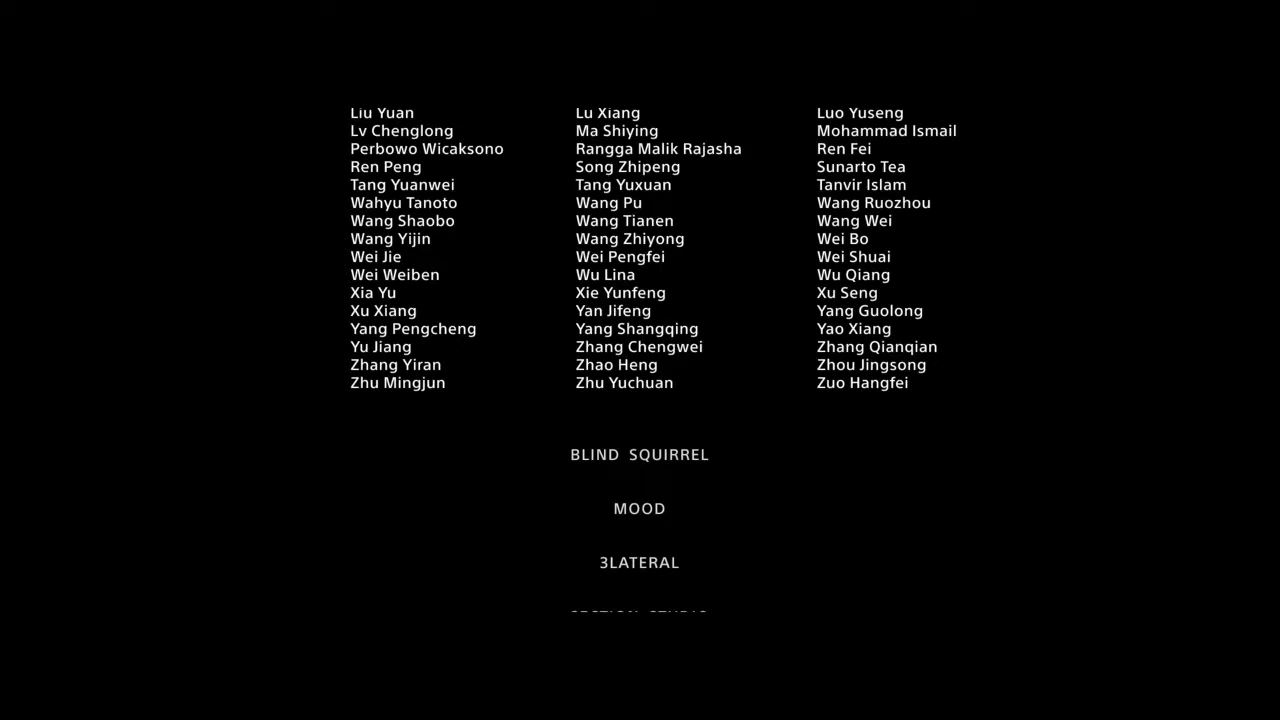 Liu Yuan Lu Xiang Luo Yuseng
Lv Chenglong Ma Shiying Mohammad Ismail
Perbowo Wicaksono Rangga Malik Rajasha Ren Fei
Ren Peng Song Zhipeng Sunarto Tea
Tang Yuanwei Tang Yuxuan Tanvir Islam
Wahyu Tanoto Wang Pu Wang Ruozhou
Wang Shaobo Wang Tianen Wang Wei
Wang Yijin Wang Zhiyong Wei Bo
Wei Jie Wei Pengfei Wei Shuai
Wei Weiben Wu Lina Wu Qiang
Xia Yu Xie Yunfeng Xu Seng
Xu Xiang Yan Jifeng Yang Guolong
Yang Pengcheng Yang Shangqing Yao Xiang
Yu Jiang Zhang Chengwei Zhang Qianqian
Zhang Yiran Zhao Heng Zhou Jingsong
Zhu Mingjun Zhu Yuchuan Zuo Hangfei
BLIND SQUIRREL
MOOD
3LATERAL